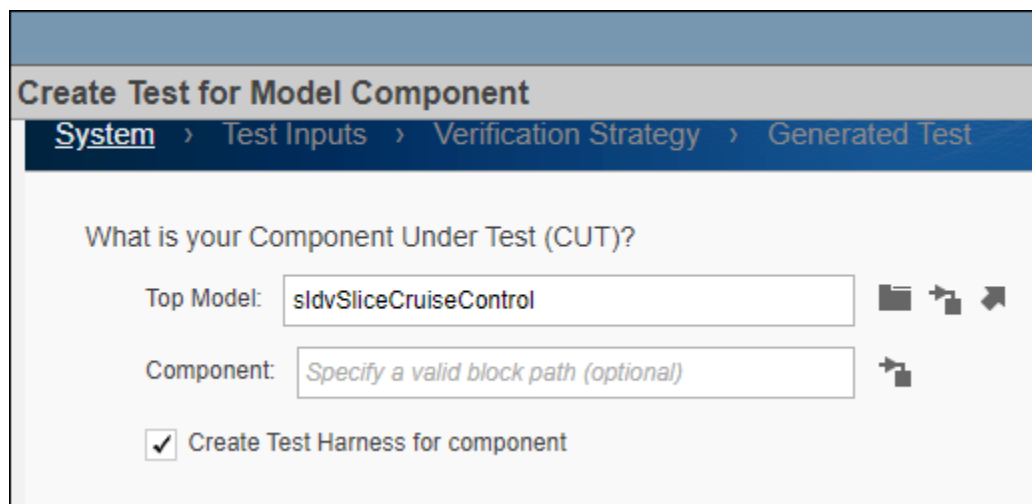 Create Test for Model Component
System › Test Inputs › Verification Strategy › Generated Test
What is your Component Under Test (CUT)?
Top Model: sldvSliceCruiseControl
Component: Specify a valid block path (optional)
Create Test Harness for component